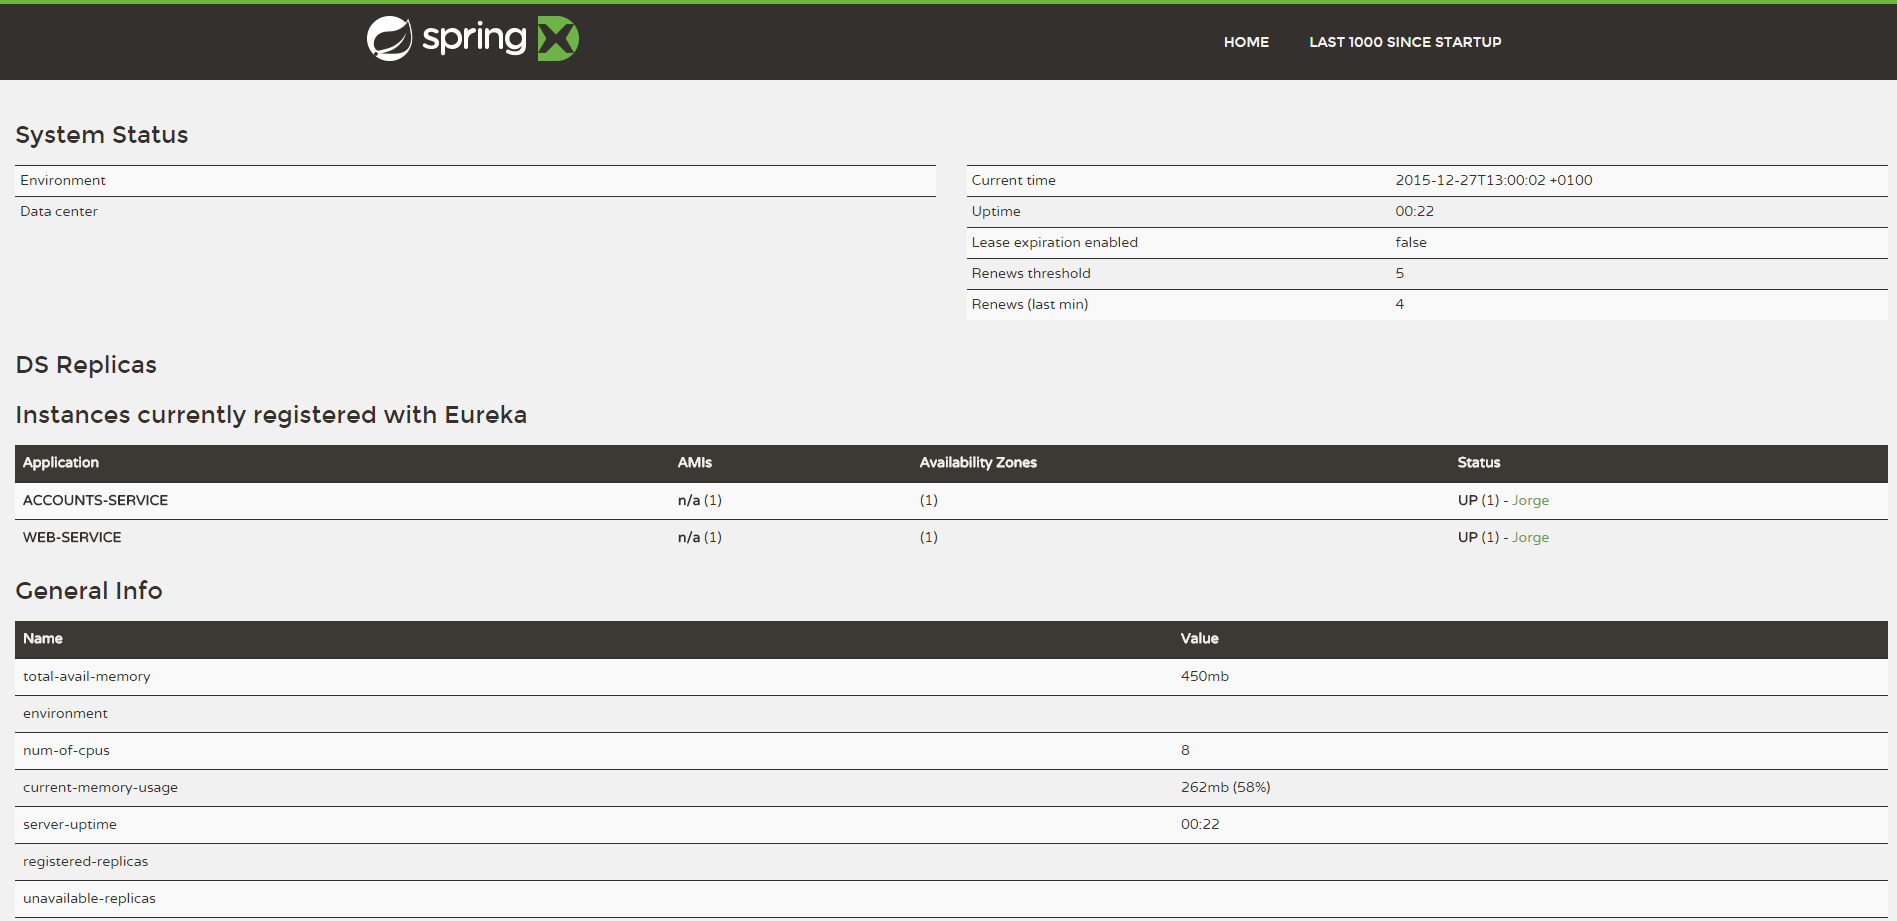 spring
HOME LAST 1000 SINCE STARTUP
System Status
Environment
Data center
Current time 2015-12-27T13:00:02 +0100
Uptime 00:22
Lease expiration enabled false
Renews threshold 5
Renews (last min) 4
DS Replicas
Instances currently registered with Eureka
Application AMIs Availability Zones Status
ACCOUNTS-SERVICE n/a (1) (1) UP (1) - Jorge
WEB-SERVICE n/a (1) (1) UP (1) - Jorge
General Info
Name Value
total-avail-memory 450mb
environment
num-of-cpus 8
current-memory-usage 262mb (58%)
server-uptime 00:22
registered-replicas
unavailable-replicas